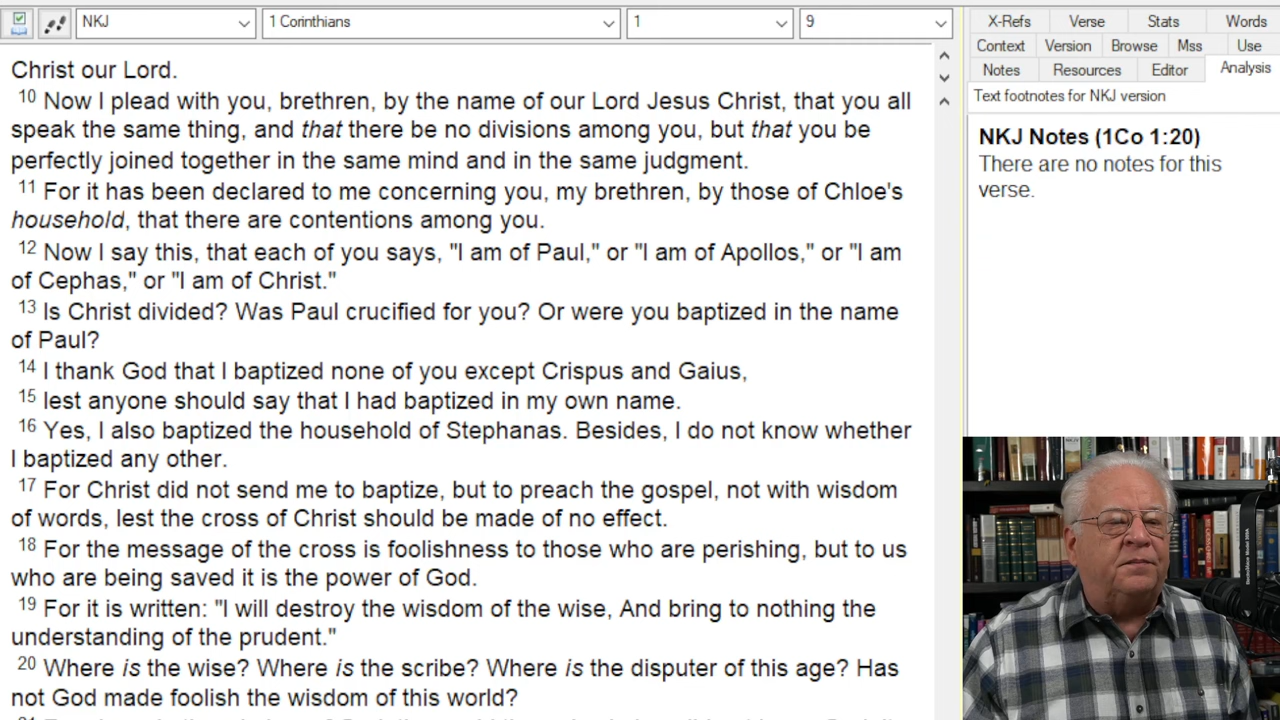 NKJ 1 Corinthians 1 9
Christ our Lord.
10 Now I plead with you, brethren, by the name of our Lord Jesus Christ, that you all
speak the same thing, and that there be no divisions among you, but that you be
perfectly joined together in the same mind and in the same judgment.
11 For it has been declared to me concerning you, my brethren, by those of Chloe's
household, that there are contentions among you.
12 Now I say this, that each of you says, "I am of Paul," or "I am of Apollos," or "I am
of Cephas," or "I am of Christ."
13 Is Christ divided? Was Paul crucified for you? Or were you baptized in the name
of Paul?
14 I thank God that I baptized none of you except Crispus and Gaius,
15 lest anyone should say that I had baptized in my own name.
16 Yes, I also baptized the household of Stephanas. Besides, I do not know whether
I baptized any other.
17 For Christ did not send me to baptize, but to preach the gospel, not with wisdom
of words, lest the cross of Christ should be made of no effect.
18 For the message of the cross is foolishness to those who are perishing, but to us
who are being saved it is the power of God.
19 For it is written: "I will destroy the wisdom of the wise, And bring to nothing the
understanding of the prudent."
20 Where is the wise? Where is the scribe? Where is the disputer of this age? Has
not God made foolish the wisdom of this world?
X-Refs Verse Stats Words
Context Version Browse Mss Use
Notes Resources Editor Analysis
Text footnotes for NKJ version
NKJ Notes (1Co 1:20)
There are no notes for this
verse.